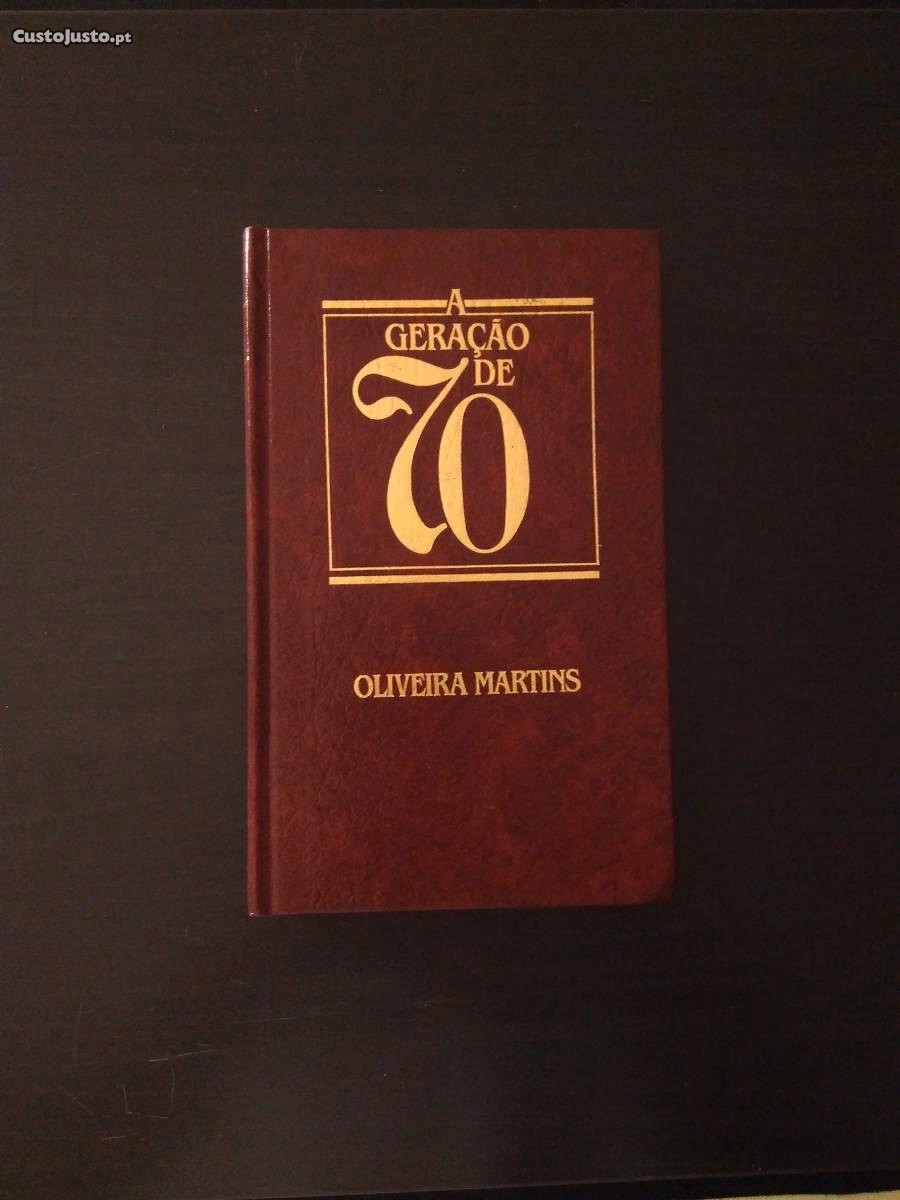 CustoJusto.pt
A
GERAÇÃO
DE
70
OLIVEIRA MARTINS